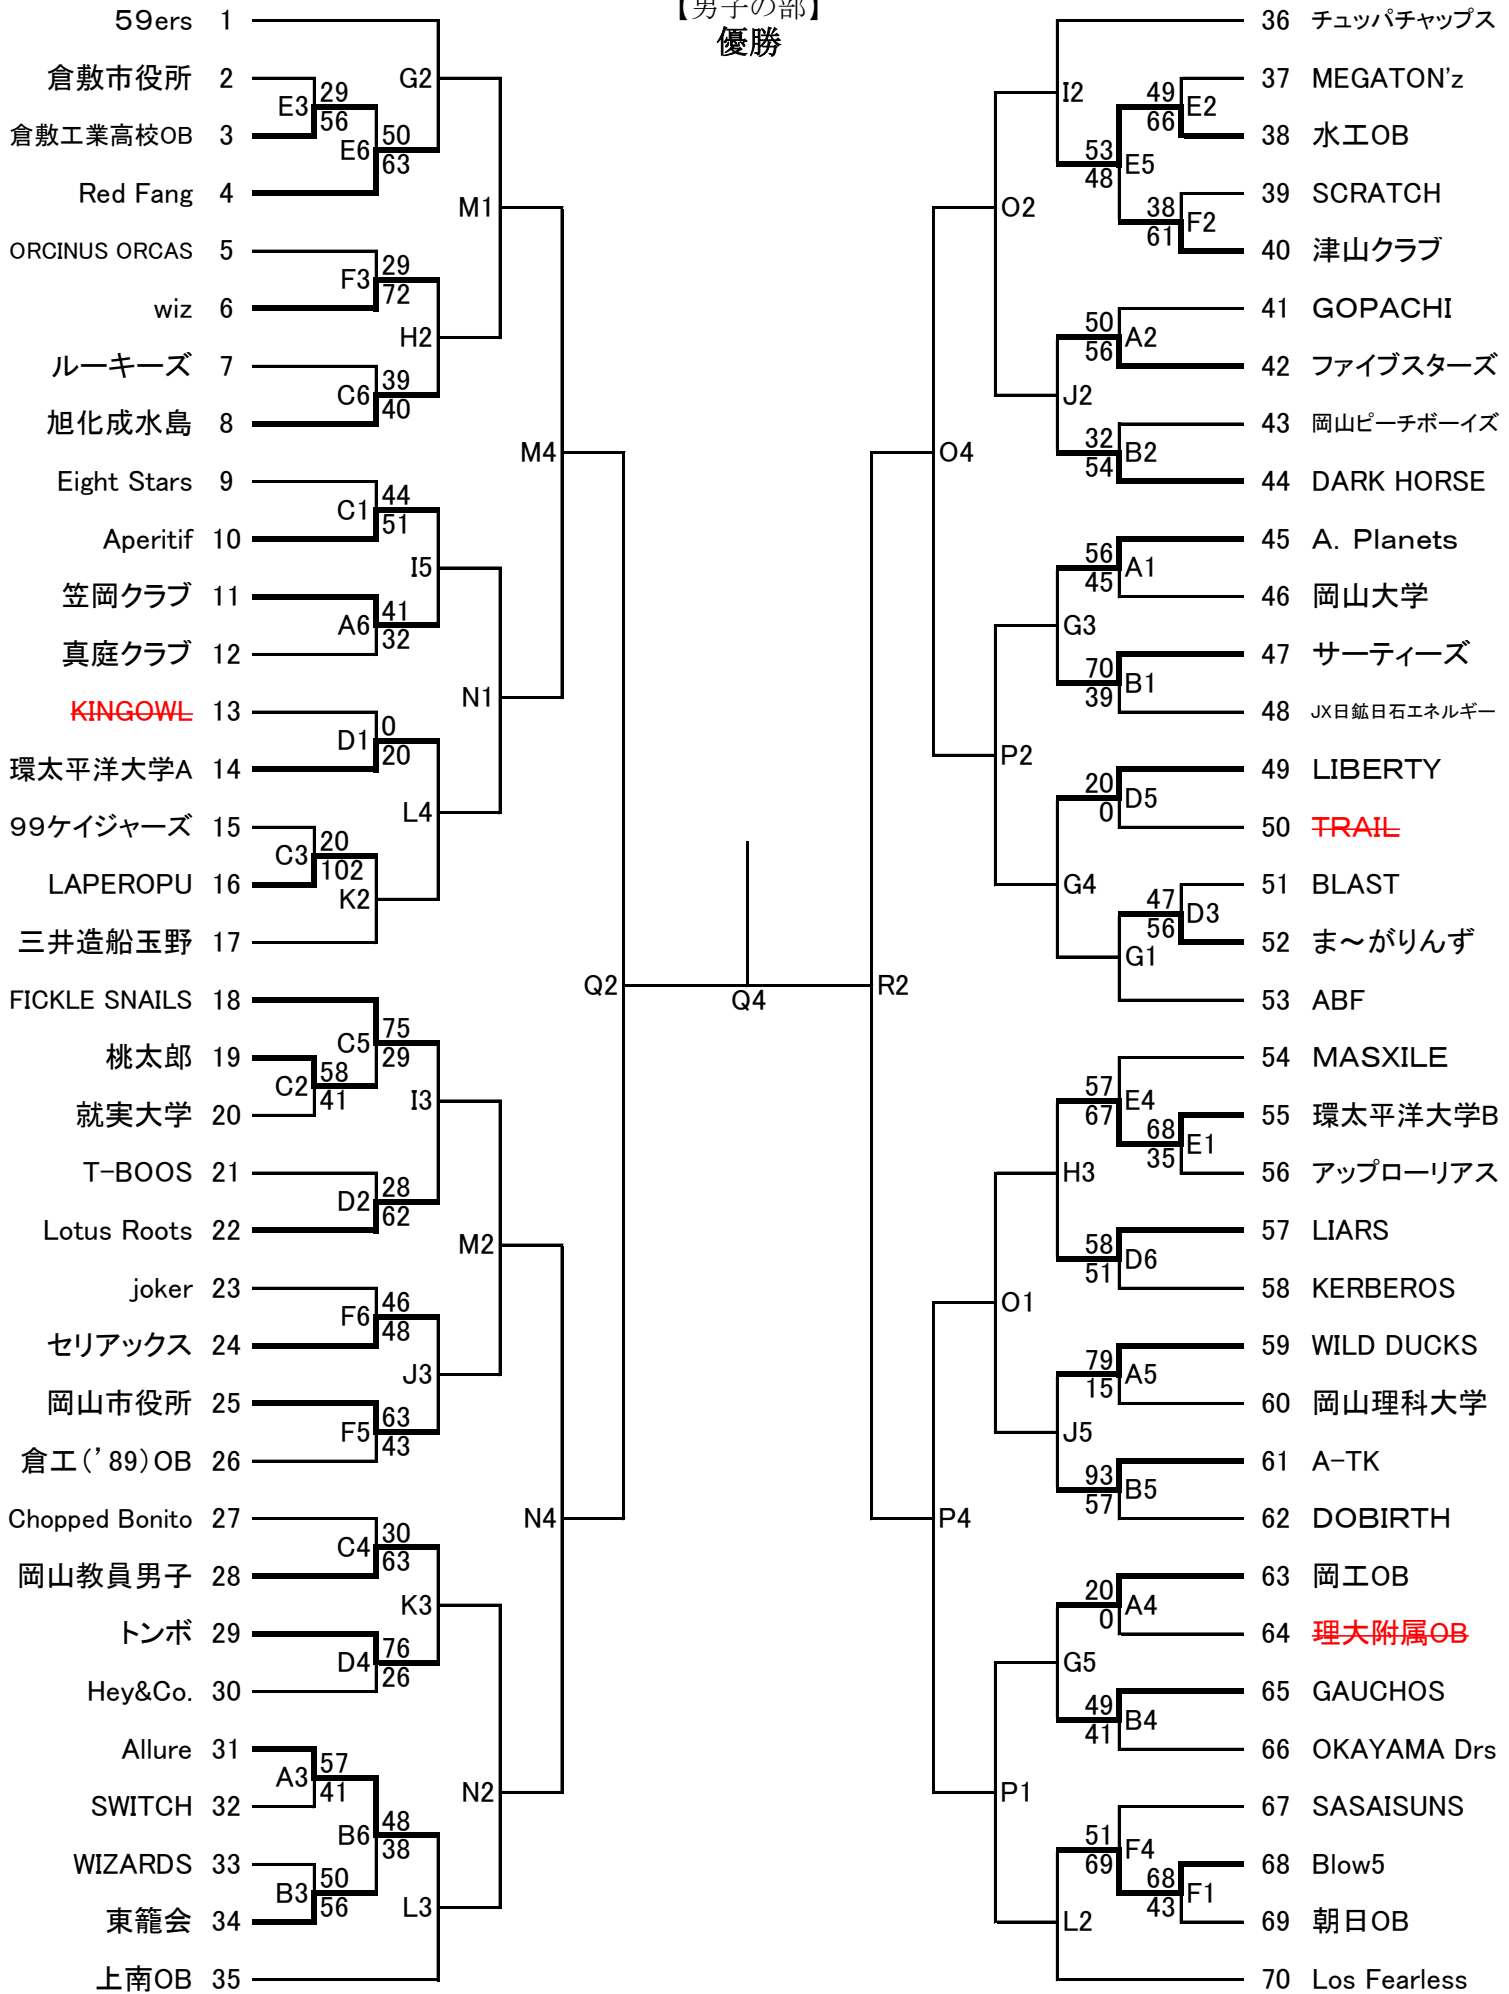 【男子の部】
優勝
59ers 1
倉敷市役所 2
倉敷工業高校OB 3
Red Fang 4
ORCINUS ORCAS 5
wiz 6
ルーキーズ 7
旭化成水島 8
Eight Stars 9
Aperitif 10
笠岡クラブ 11
真庭クラブ 12
KINGOWL 13
環太平洋大学A 14
99ケイジャーズ 15
LAPEROPU 16
三井造船玉野 17
FICKLE SNAILS 18
桃太郎 19
就実大学 20
T-BOOS 21
Lotus Roots 22
joker 23
セリアックス 24
岡山市役所 25
倉工(’89)OB 26
Chopped Bonito 27
岡山教員男子 28
トンボ 29
Hey&Co. 30
Allure 31
SWITCH 32
WIZARDS 33
東籠会 34
上南OB 35
G2
E3 29 56
E6 50 63
M1
F3 29 72
H2
C6 39 40
M4
C1 44 51
I5
A6 41 32
N1
D1 0 20
L4
C3 20 102
K2
Q2
C5 75 29
C2 58 41
I3
D2 28 62
M2
F6 46 48
J3
F5 63 43
N4
C4 30 63
K3
D4 76 26
N2
A3 57 41
B6 48 38
B3 50 56
L3
Q4
36 チュッパチャップス
37 MEGATON'z
38 水工OB
39 SCRATCH
40 津山クラブ
41 GOPACHI
42 ファイブスターズ
43 岡山ピーチボーイズ
44 DARK HORSE
45 A. Planets
46 岡山大学
47 サーティーズ
48 JX日鉱日石エネルギー
49 LIBERTY
50 TRAIL
51 BLAST
52 ま～がりんず
53 ABF
54 MASXILE
55 環太平洋大学B
56 アップローリアス
57 LIARS
58 KERBEROS
59 WILD DUCKS
60 岡山理科大学
61 A-TK
62 DOBIRTH
63 岡工OB
64 理大附属OB
65 GAUCHOS
66 OKAYAMA Drs
67 SASAISUNS
68 Blow5
69 朝日OB
70 Los Fearless
I2
49 66 E2
53 48 E5
O2
38 61 F2
50 56 A2
J2
32 54 B2
O4
56 45 A1
G3
70 39 B1
P2
20 0 D5
G4
47 56 D3
G1
R2
57 67 E4
68 35 E1
H3
58 51 D6
O1
79 15 A5
J5
93 57 B5
P4
20 0 A4
G5
49 41 B4
P1
51 69 F4
68 43 F1
L2